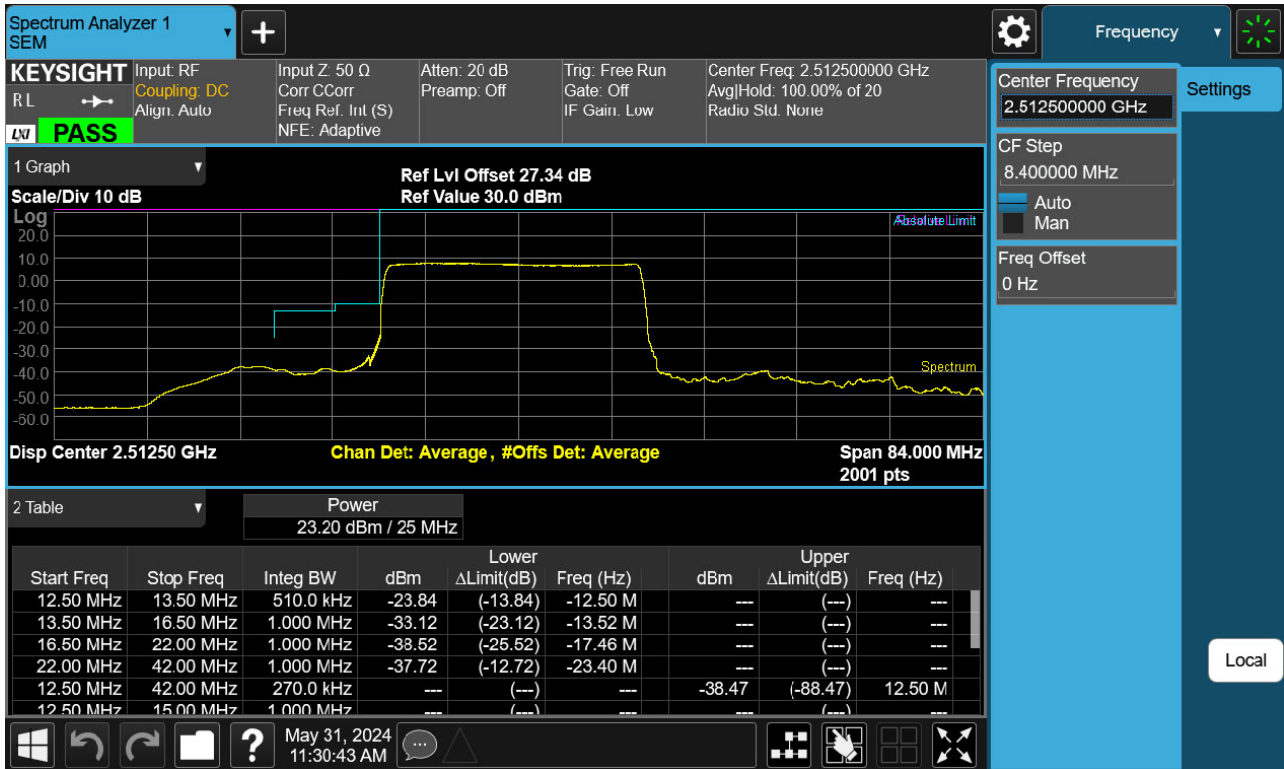 Spectrum Analyzer 1
SEM
Frequency
KEYSIGHT
R L
LXI
PASS
Input: RF
Coupling: DC
Align: Auto
Input Z: 50 Ω
Corr CCorr
Freq Ref: Int (S)
NFE: Adaptive
Atten: 20 dB
Preamp: Off
Trig: Free Run
Gate: Off
IF Gain: Low
Center Freq: 2.512500000 GHz
Avg|Hold: 100.00% of 20
Radio Std: None
Center Frequency
2.512500000 GHz
Settings
CF Step
8.400000 MHz
Auto
Man
Freq Offset
0 Hz
Local
1 Graph
Scale/Div 10 dB
Ref Lvl Offset 27.34 dB
Ref Value 30.0 dBm
Log
Absolute Limit
20.0
10.0
0.00
-10.0
-20.0
-30.0
-40.0
-50.0
-60.0
Spectrum
Disp Center 2.51250 GHz
Chan Det: Average , #Offs Det: Average
Span 84.000 MHz
2001 pts
2 Table
Power
23.20 dBm / 25 MHz
Lower Upper
Start Freq Stop Freq Integ BW dBm ΔLimit(dB) Freq (Hz) dBm ΔLimit(dB) Freq (Hz)
12.50 MHz 13.50 MHz 510.0 kHz -23.84 (-13.84) -12.50 M --- (---) ---
13.50 MHz 16.50 MHz 1.000 MHz -33.12 (-23.12) -13.52 M --- (---) ---
16.50 MHz 22.00 MHz 1.000 MHz -38.52 (-25.52) -17.46 M --- (---) ---
22.00 MHz 42.00 MHz 1.000 MHz -37.72 (-12.72) -23.40 M --- (---) ---
12.50 MHz 42.00 MHz 270.0 kHz --- (---) --- -38.47 (-88.47) 12.50 M
12.50 MHz 15.00 MHz 1.000 MHz --- (---) --- --- (---) ---
?
May 31, 2024
11:30:43 AM